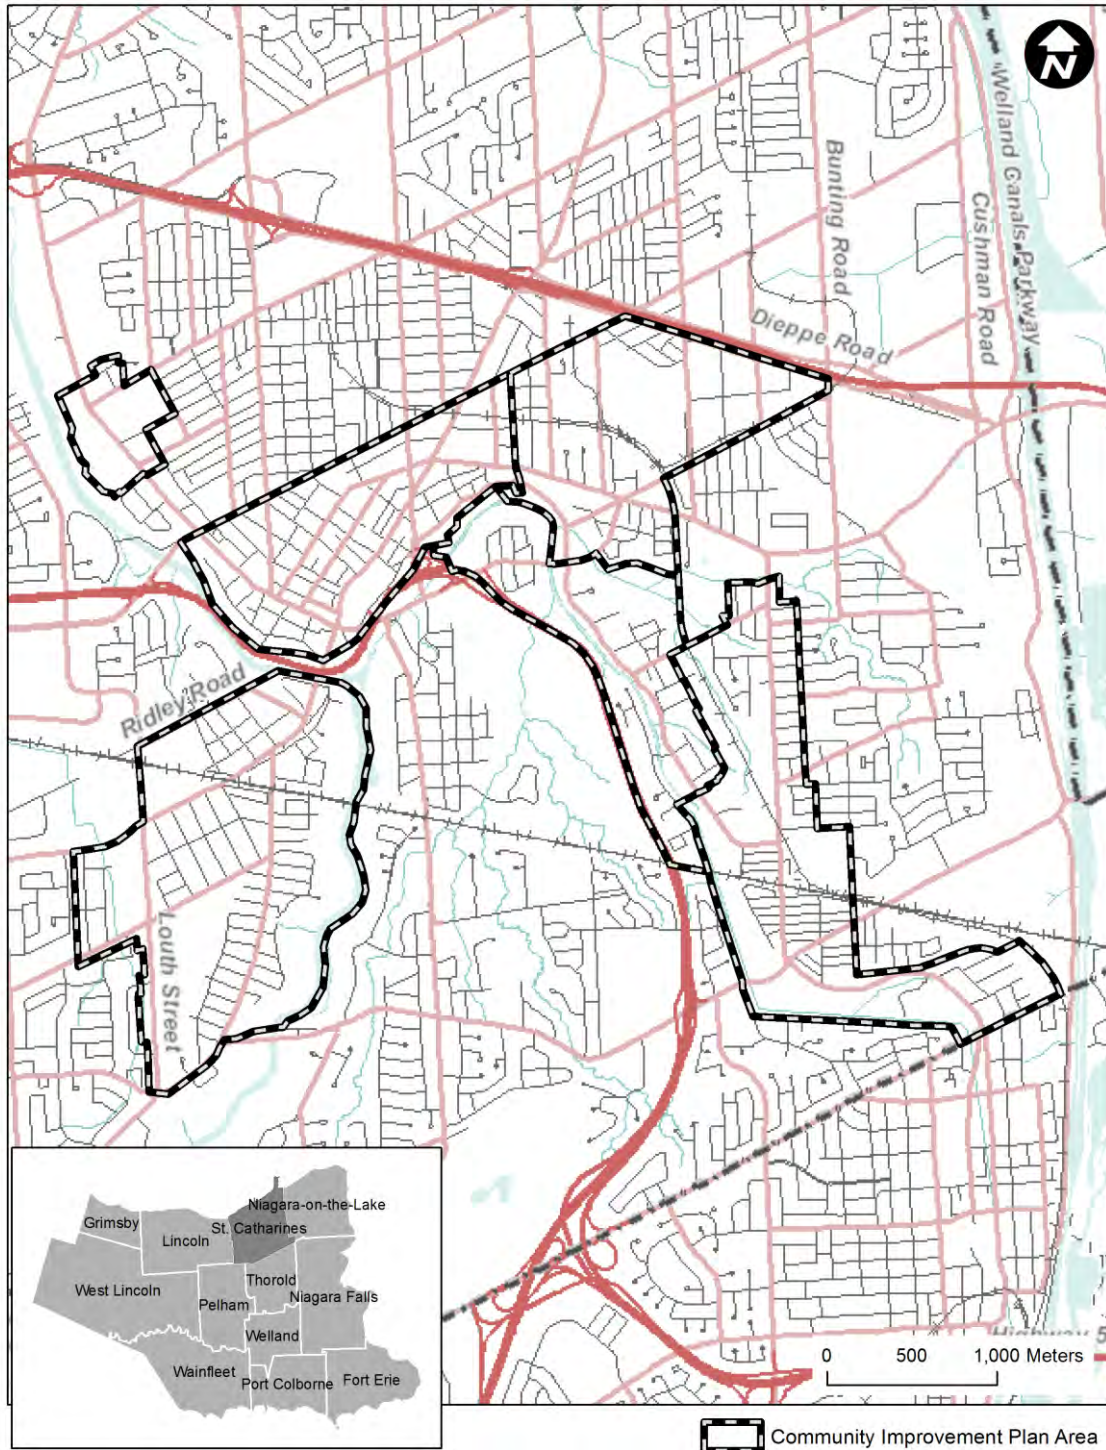 N
Welland Canals Parkway
Bunting Road
Cushman Road
Dieppe Road
Ridley Road
Louth Street
Grimsby
Niagara-on-the-Lake
St. Catharines
Lincoln
West Lincoln
Thorold
Niagara Falls
Pelham
Welland
Wainfleet
Port Colborne
Fort Erie
Highway 5
0 500 1,000 Meters
Community Improvement Plan Area